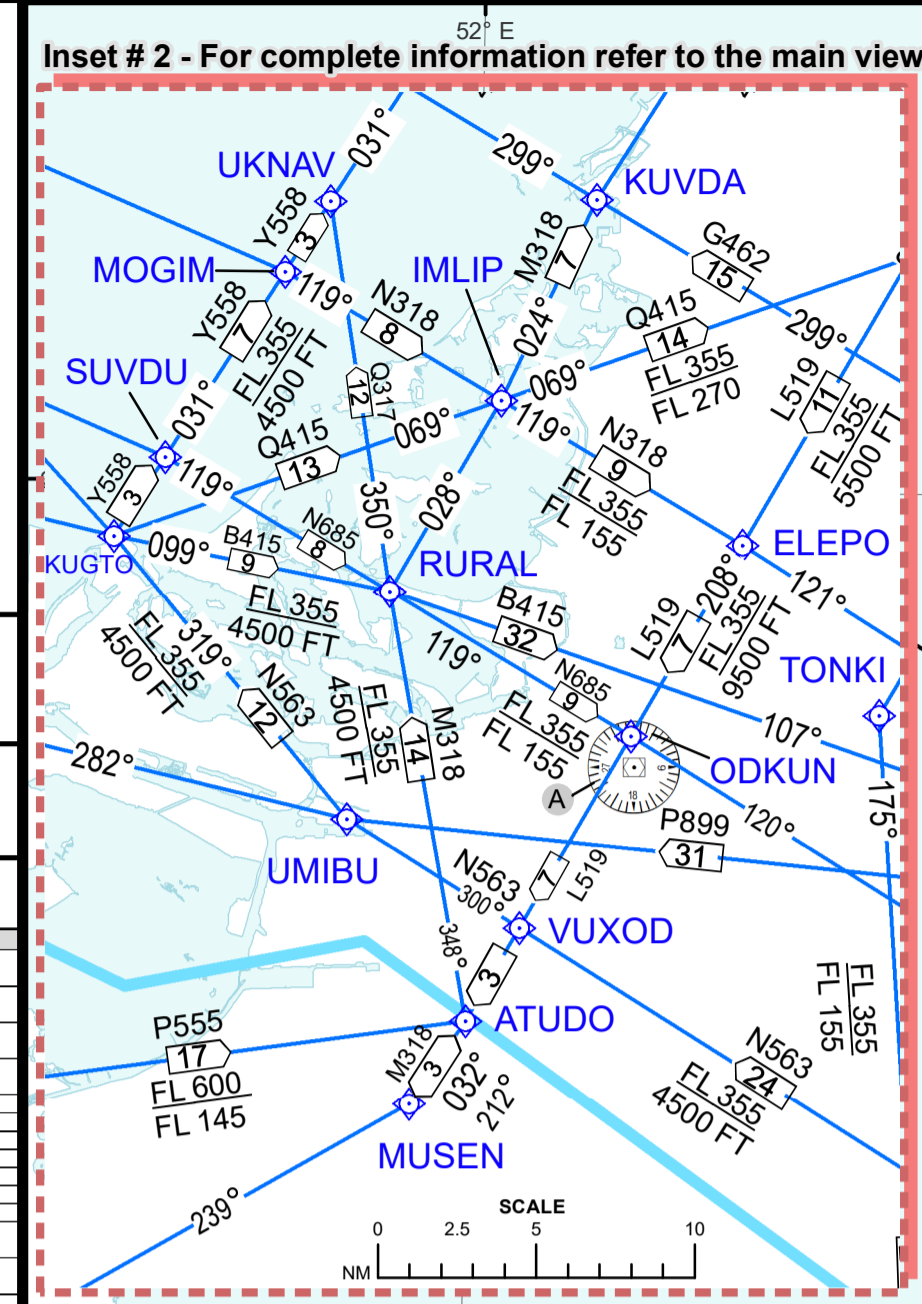 52° E
Inset # 2 - For complete information refer to the main view
031°
299°
UKNAV
KUVDA
Y558
3
M318
7
G462
15
MOGIM
IMLIP
119°
N318
8
Q415
14
FL 355
FL 270
299°
Y558
7
FL 355
4500 FT
024°
069°
L519
11
FL 355
5500 FT
SUVDU
031°
Q317
12
069°
119°
Q415
13
N318
9
FL 355
FL 155
Y558
3
119°
350°
028°
N685
8
KUGTO
099°
B415
9
RURAL
ELEPO
208°
121°
FL 355
4500 FT
B415
32
L519
7
FL 355
9500 FT
319°
FL 355
4500 FT
119°
TONKI
N563
12
FL 355
4500 FT
M318
14
N685
9
FL 355
FL 155
107°
282°
27
9
18
ODKUN
A
120°
175°
P899
31
UMIBU
N563
300°
7
L519
348°
VUXOD
3
FL 355
FL 155
ATUDO
P555
17
FL 600
FL 145
M318
3
032°
212°
N563
24
FL 355
4500 FT
MUSEN
239°
SCALE
0 2.5 5 10
NM